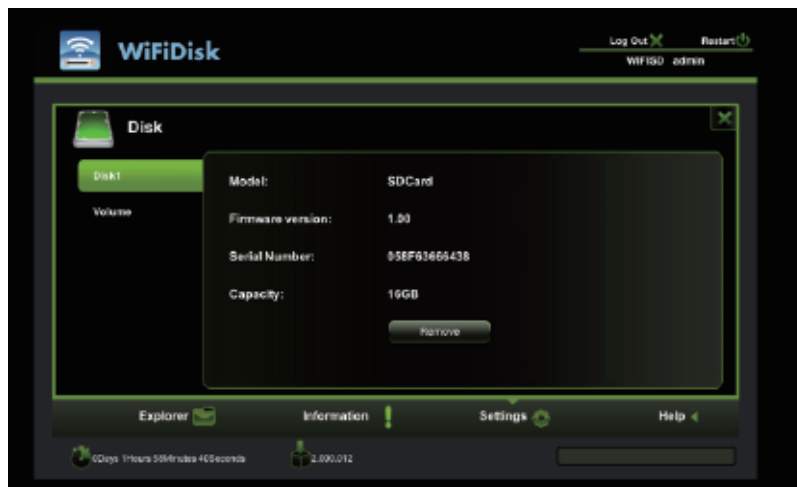 WiFiDisk
Log Out Restart
WIFISD admin
Disk
Disk1
Volume
Model: SDCard
Firmware version: 1.00
Serial Number: 058F63666438
Capacity: 16GB
Remove
Explorer Information Settings Help
0Days 1Hours 58Minutes 40Seconds 2.000.012